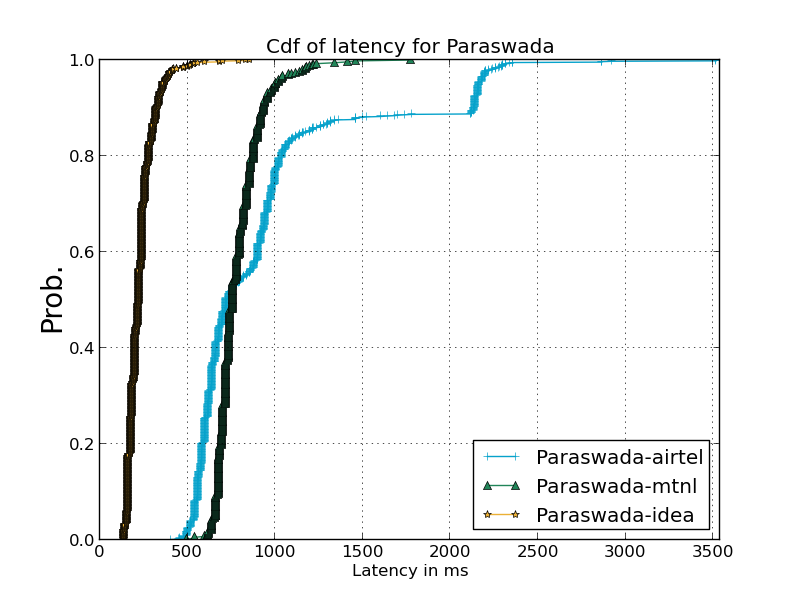 Cdf of latency for Paraswada
1.0
0.8
0.6
0.4
0.2
0.0
Prob.
Paraswada-airtel
Paraswada-mtnl
Paraswada-idea
0 500 1000 1500 2000 2500 3000 3500
Latency in ms